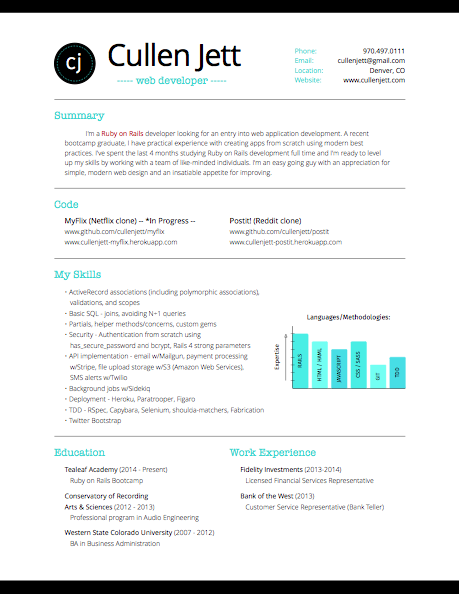 cj
Cullen Jett
----- web developer -----
Phone: 970.497.0111
Email: cullenjett@gmail.com
Location: Denver, CO
Website: www.cullenjett.com
Summary
I'm a Ruby on Rails developer looking for an entry into web application development. A recent
bootcamp graduate, I have practical experience with creating apps from scratch using modern best
practices. I've spent the last 4 months studying Ruby on Rails development full time and I'm ready to level
up my skills by working with a team of like-minded individuals. I'm an easy going guy with an appreciation for
simple, modern web design and an insatiable appetite for improving.
Code
MyFlix (Netflix clone) -- *In Progress --
www.github.com/cullenjett/myflix
www.cullenjett-myflix.herokuapp.com
Postit! (Reddit clone)
www.github.com/cullenjett/postit
www.cullenjett-postit.herokuapp.com
My Skills
• ActiveRecord associations (including polymorphic associations),
validations, and scopes
• Basic SQL - joins, avoiding N+1 queries
• Partials, helper methods/concerns, custom gems
• Security - Authentication from scratch using
has_secure_password and bcrypt, Rails 4 strong parameters
• API implementation - email w/Mailgun, payment processing
w/Stripe, file upload storage w/S3 (Amazon Web Services),
SMS alerts w/Twilio
• Background jobs w/Sidekiq
• Deployment - Heroku, Paratrooper, Figaro
• TDD - RSpec, Capybara, Selenium, shoulda-matchers, Fabrication
• Twitter Bootstrap
Languages/Methodologies:
Expertise
RAILS
HTML / HAML
JAVASCRIPT
CSS / SASS
GIT
TDD
Education
Tealeaf Academy (2014 - Present)
Ruby on Rails Bootcamp
Conservatory of Recording
Arts & Sciences (2012 - 2013)
Professional program in Audio Engineering
Western State Colorado University (2007 - 2012)
BA in Business Administration
Work Experience
Fidelity Investments (2013-2014)
Licensed Financial Services Representative
Bank of the West (2013)
Customer Service Representative (Bank Teller)